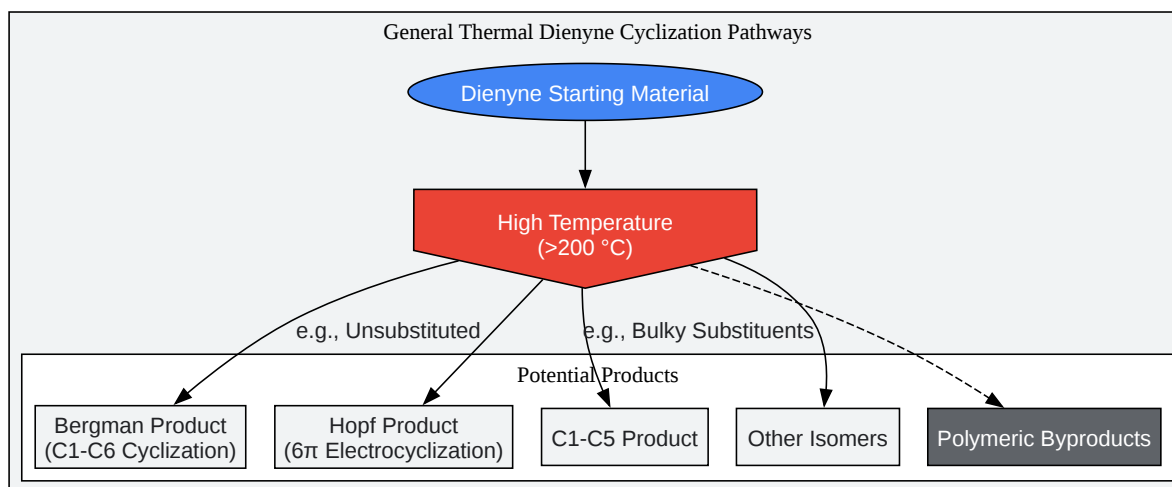 General Thermal Dienyne Cyclization Pathways
Dienyne Starting Material
High Temperature
(>200 °C)
e.g., Unsubstituted
e.g., Bulky Substituents
Potential Products
Bergman Product
(C1-C6 Cyclization)
Hopf Product
(6π Electrocyclization)
C1-C5 Product
Other Isomers
Polymeric Byproducts